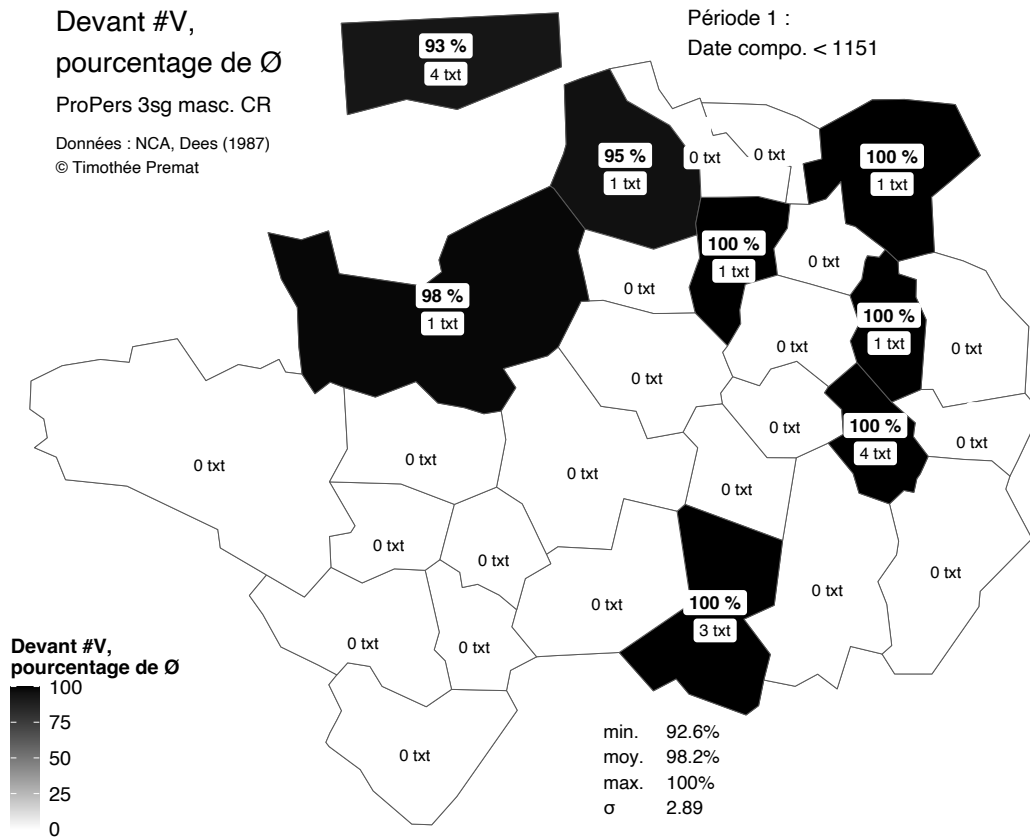 Devant #V,
pourcentage de Ø
ProPers 3sg masc. CR
Données : NCA, Dees (1987)
© Timothée Premat
Période 1 :
Date compo. < 1151
93 %
4 txt
95 %
1 txt
0 txt
0 txt
100 %
1 txt
100 %
1 txt
0 txt
98 %
1 txt
0 txt
100 %
1 txt
0 txt
0 txt
0 txt
100 %
4 txt
0 txt
0 txt
0 txt
0 txt
0 txt
0 txt
0 txt
0 txt
0 txt
0 txt
0 txt
100 %
3 txt
0 txt
0 txt
0 txt
0 txt
Devant #V,
pourcentage de Ø
100
75
50
25
0
min. 92.6%
moy. 98.2%
max. 100%
σ 2.89